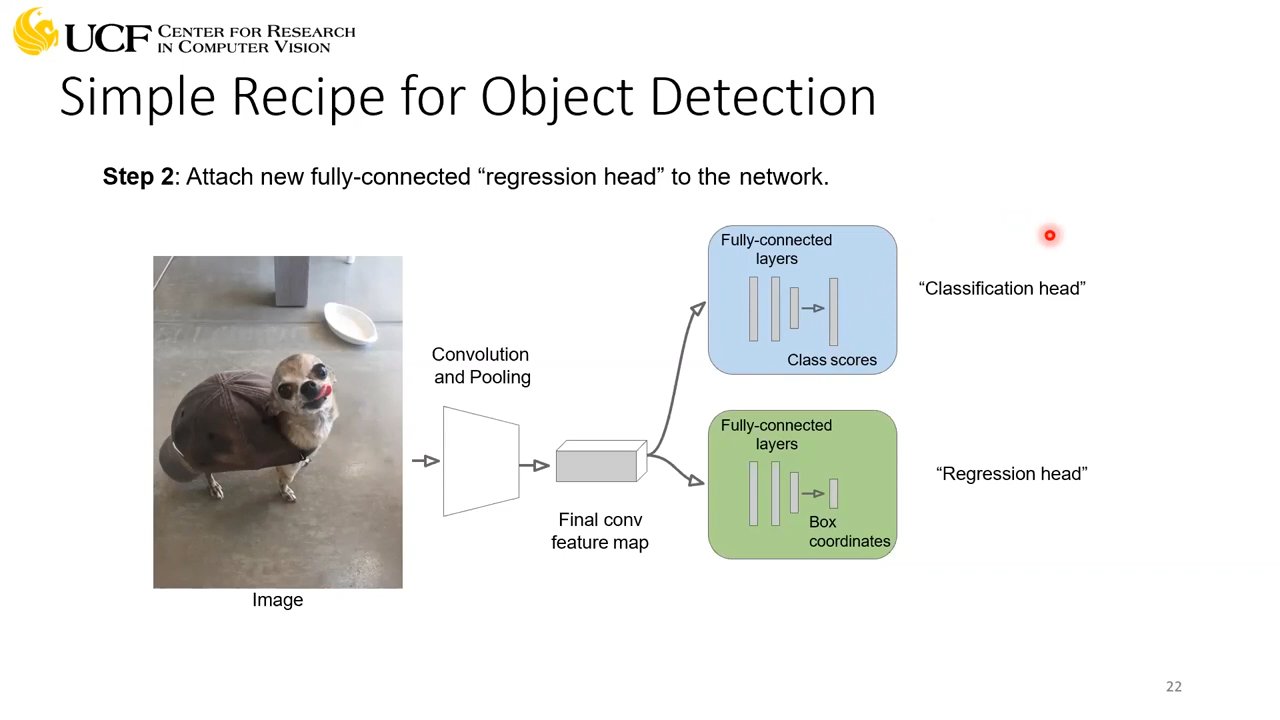 UCF CENTER FOR RESEARCH
IN COMPUTER VISION
Simple Recipe for Object Detection
Step 2: Attach new fully-connected “regression head” to the network.
Fully-connected
layers
Class scores
“Classification head”
Convolution
and Pooling
Final conv
feature map
Fully-connected
layers
Box
coordinates
“Regression head”
Image
22